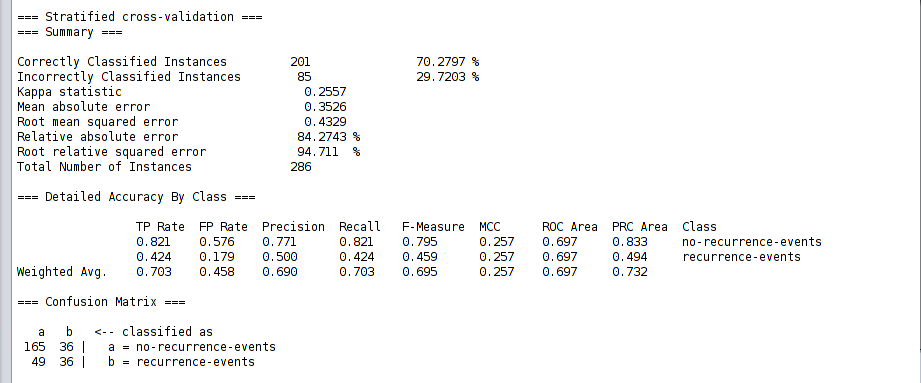 === Stratified cross-validation ===
=== Summary ===
Correctly Classified Instances 201 70.2797 %
Incorrectly Classified Instances 85 29.7203 %
Kappa statistic 0.2557
Mean absolute error 0.3526
Root mean squared error 0.4329
Relative absolute error 84.2743 %
Root relative squared error 94.711 %
Total Number of Instances 286
=== Detailed Accuracy By Class ===
TP Rate FP Rate Precision Recall F-Measure MCC ROC Area PRC Area Class
0.821 0.576 0.771 0.821 0.795 0.257 0.697 0.833 no-recurrence-events
0.424 0.179 0.500 0.424 0.459 0.257 0.697 0.494 recurrence-events
Weighted Avg. 0.703 0.458 0.690 0.703 0.695 0.257 0.697 0.732
=== Confusion Matrix ===
a b <-- classified as
165 36 | a = no-recurrence-events
49 36 | b = recurrence-events